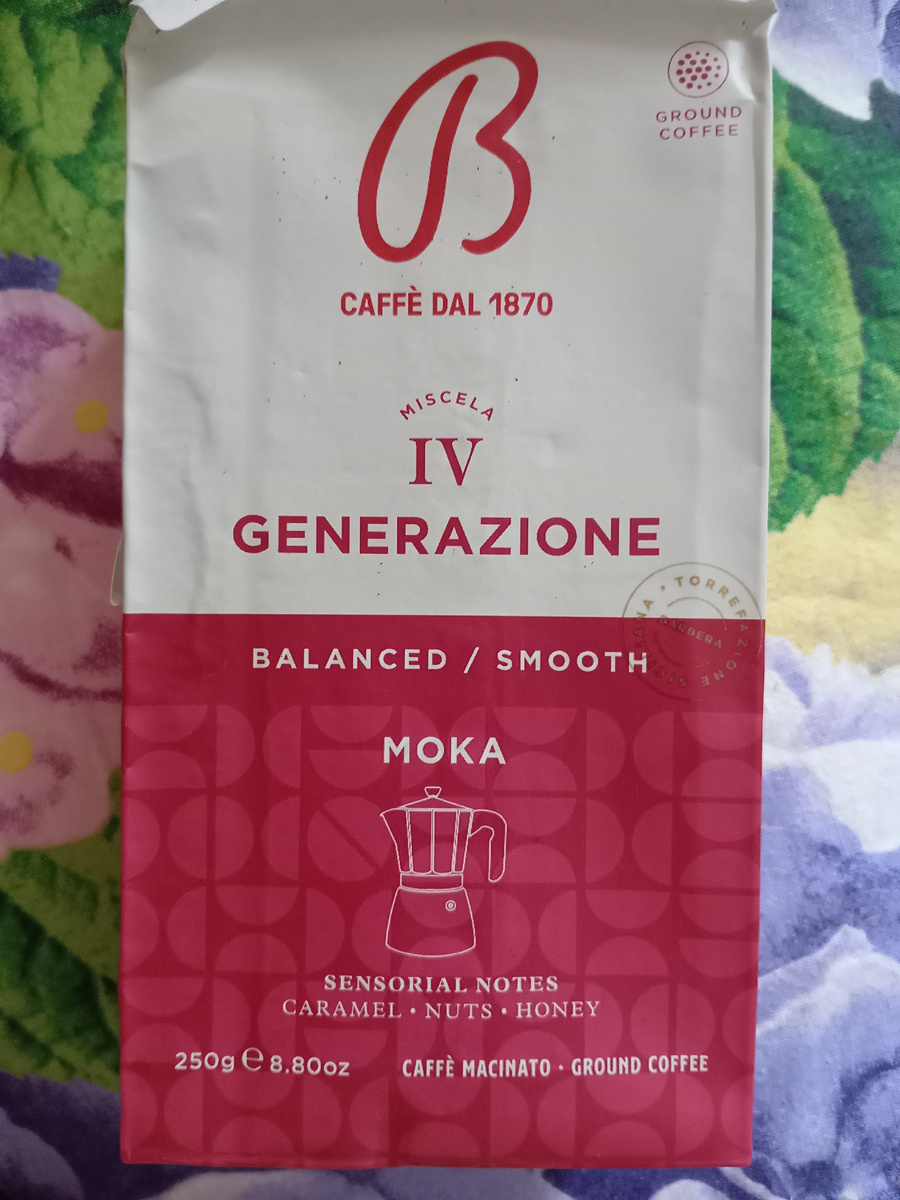 B
GROUND
COFFEE
CAFFÈ DAL 1870
MISCELA
IV
GENERAZIONE
TORREFAZIONE SICILIANA
BARBERA
BALANCED / SMOOTH
MOKA
SENSORIAL NOTES
CARAMEL • NUTS • HONEY
250g ℮ 8.80oz
CAFFÈ MACINATO • GROUND COFFEE